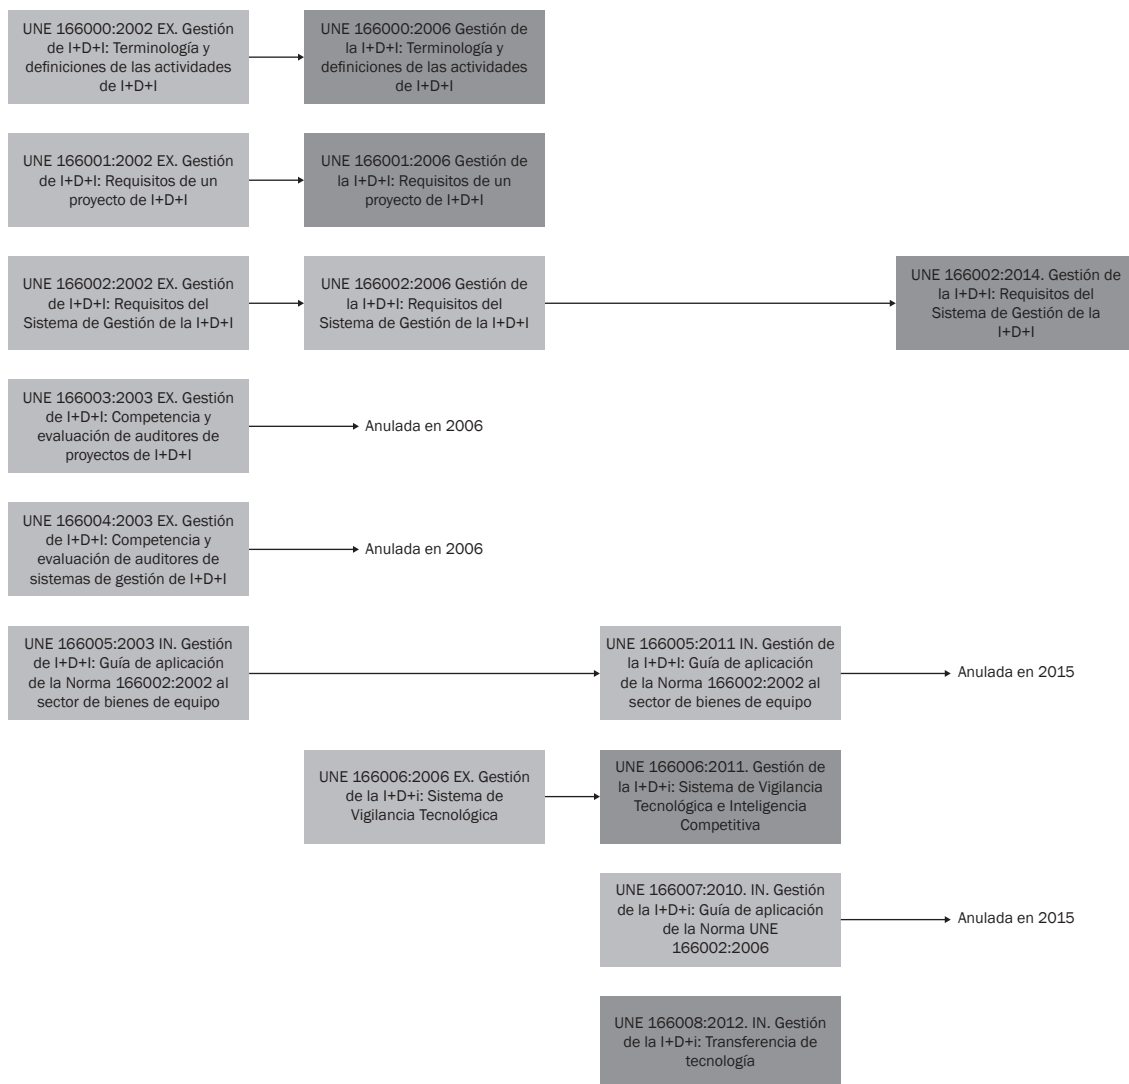 UNE 166000:2002 EX. Gestión
de I+D+I: Terminología y
definiciones de las actividades
de I+D+I
UNE 166000:2006 Gestión de
la I+D+I: Terminología y
definiciones de las actividades
de I+D+I
UNE 166001:2002 EX. Gestión
de I+D+I: Requisitos de un
proyecto de I+D+I
UNE 166001:2006 Gestión de
la I+D+I: Requisitos de un
proyecto de I+D+I
UNE 166002:2002 EX. Gestión
de I+D+I: Requisitos del
Sistema de Gestión de la I+D+I
UNE 166002:2006 Gestión de
la I+D+I: Requisitos del
Sistema de Gestión de la I+D+I
UNE 166002:2014. Gestión de
la I+D+I: Requisitos del
Sistema de Gestión de la
I+D+I
UNE 166003:2003 EX. Gestión
de I+D+I: Competencia y
evaluación de auditores de
proyectos de I+D+I
Anulada en 2006
UNE 166004:2003 EX. Gestión
de I+D+I: Competencia y
evaluación de auditores de
sistemas de gestión de I+D+I
Anulada en 2006
UNE 166005:2003 IN. Gestión
de I+D+I: Guía de aplicación
de la Norma 166002:2002 al
sector de bienes de equipo
UNE 166005:2011 IN. Gestión de
la I+D+I: Guía de aplicación
de la Norma 166002:2002 al
sector de bienes de equipo
Anulada en 2015
UNE 166006:2006 EX. Gestión
de la I+D+i: Sistema de
Vigilancia Tecnológica
UNE 166006:2011. Gestión de
la I+D+i: Sistema de Vigilancia
Tecnológica e Inteligencia
Competitiva
UNE 166007:2010. IN. Gestión
de la I+D+i: Guía de aplicación
de la Norma UNE
166002:2006
Anulada en 2015
UNE 166008:2012. IN. Gestión
de la I+D+i: Transferencia de
tecnología